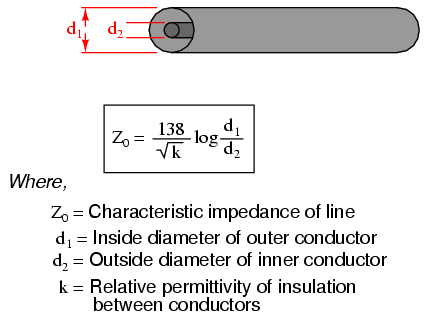 d₁ d₂
Z₀ = 138/√k log d₁/d₂
Where,
Z₀ = Characteristic impedance of line
d₁ = Inside diameter of outer conductor
d₂ = Outside diameter of inner conductor
k = Relative permittivity of insulation
between conductors